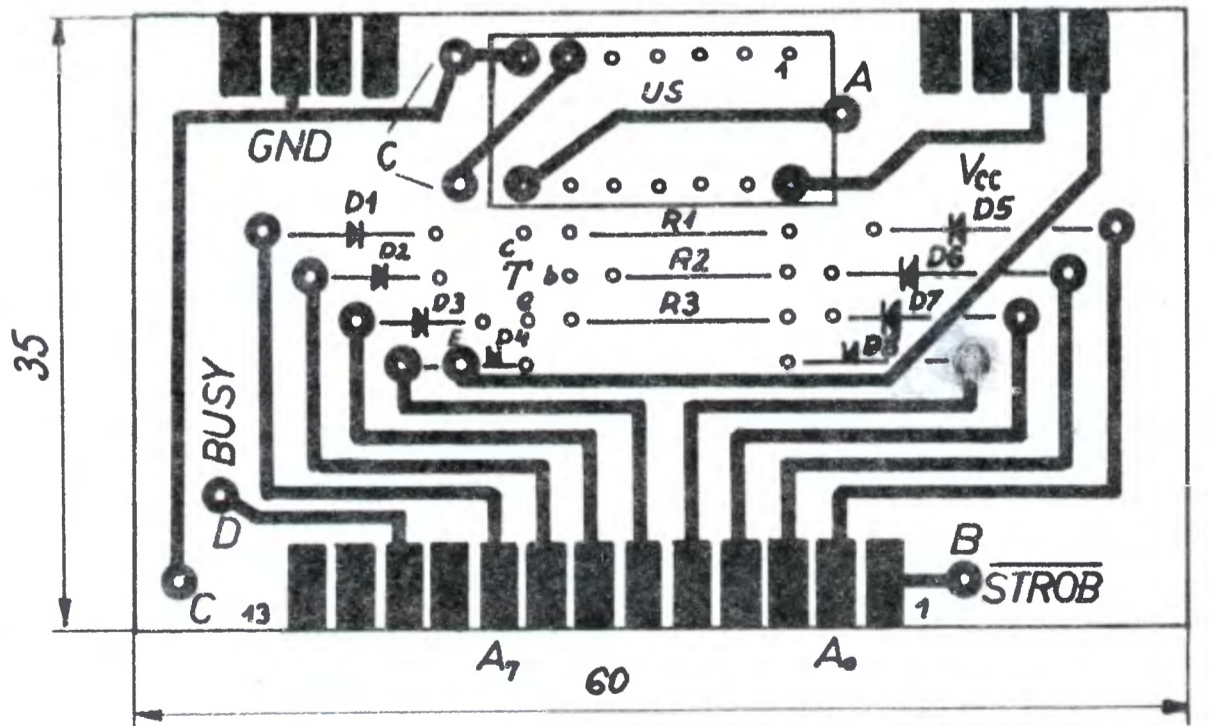 1
US
A
GND
C
Vcc
D1
R1
D5
c
D2
T
b
R2
D6
e
D3
R3
D7
35
E
D4
D8
BUSY
D
B
STROB
C
13
1
A₇
A₀
60